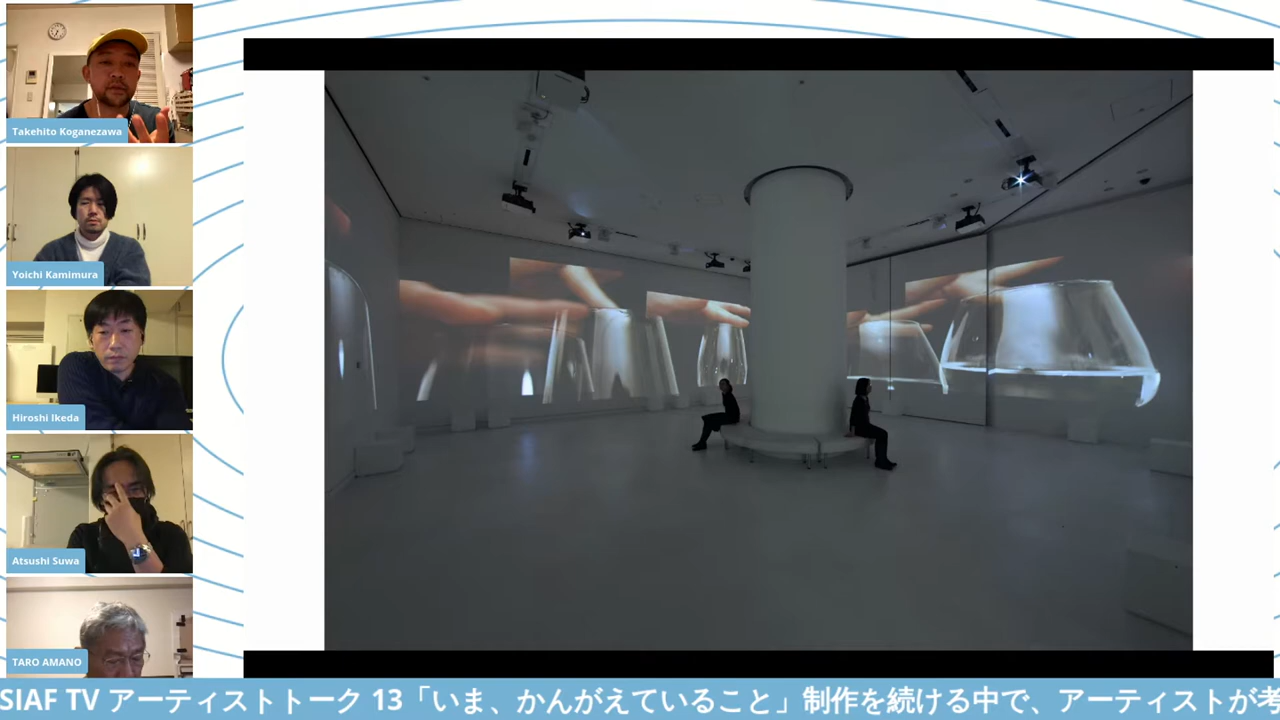 Takehito Koganezawa
Yoichi Kamimura
Hiroshi Ikeda
Atsushi Suwa
TARO AMANO
SIAF TV アーティストトーク 13「いま、かんがえていること」制作を続ける中で、アーティストが考